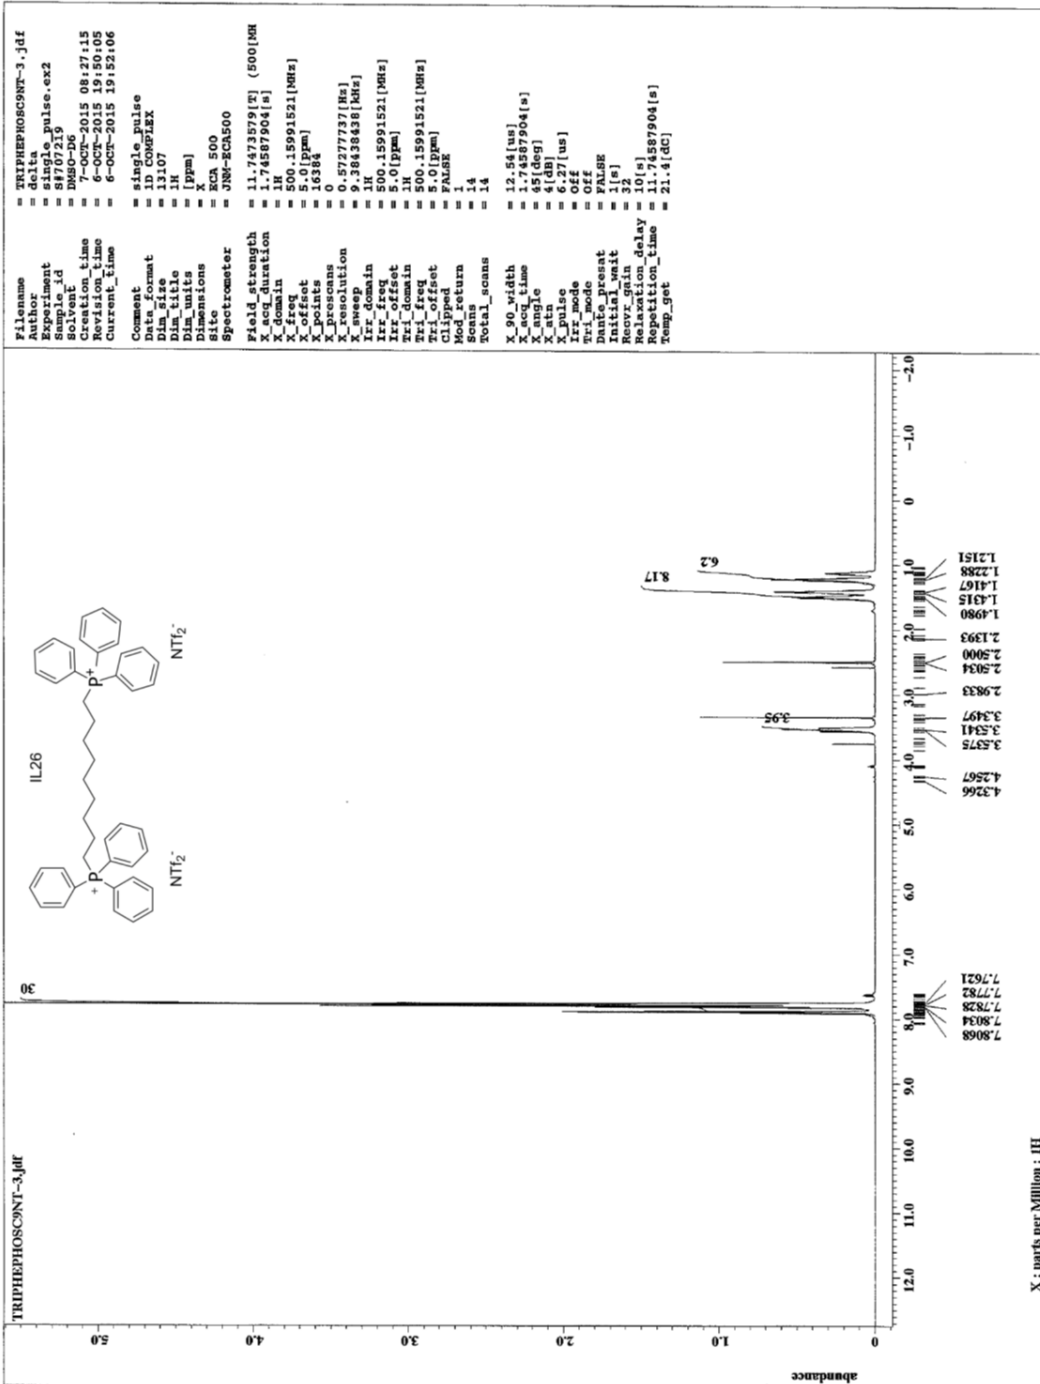 TRIPHEPHOSC9NT-3.jdf
IL26
P+
P+
NTf2-
NTf2-
30
3.95
8.17
6.2
abundance
0
1.0
2.0
3.0
4.0
5.0
12.0
11.0
10.0
9.0
8.0
7.0
6.0
5.0
4.0
3.0
2.0
1.0
0
-1.0
-2.0
7.8068
7.8034
7.7828
7.7782
7.7621
4.3266
4.2567
3.5375
3.5341
3.3497
2.9833
2.5034
2.5000
2.1393
1.4980
1.4315
1.4167
1.2288
1.2151
X : parts per Million : 1H
Filename = TRIPHEPHOSC9NT-3.jdf
Author = delta
Experiment = single_pulse.ex2
Sample_id = S#707219
Solvent = DMSO-D6
Creation_time = 7-OCT-2015 08:27:15
Revision_time = 6-OCT-2015 19:50:05
Current_time = 6-OCT-2015 19:52:06
Comment = single_pulse
Data_format = 1D COMPLEX
Dim_size = 13107
Dim_title = 1H
Dim_units = [ppm]
Dimensions = X
Site = ECA 500
Spectrometer = JNM-ECA500
Field_strength = 11.7473579[T] (500[MH
X_acq_duration = 1.74587904[s]
X_domain = 1H
X_freq = 500.15991521[MHz]
X_offset = 5.0[ppm]
X_points = 16384
X_prescans = 0
X_resolution = 0.57277737[Hz]
X_sweep = 9.38438438[kHz]
Irr_domain = 1H
Irr_freq = 500.15991521[MHz]
Irr_offset = 5.0[ppm]
Tri_domain = 1H
Tri_freq = 500.15991521[MHz]
Tri_offset = 5.0[ppm]
Clipped = FALSE
Mod_return = 1
Scans = 14
Total_scans = 14
X_90_width = 12.54[us]
X_acq_time = 1.74587904[s]
X_angle = 45[deg]
X_atn = 4[dB]
X_pulse = 6.27[us]
Irr_mode = Off
Tri_mode = Off
Dante_presat = FALSE
Initial_wait = 1[s]
Recvr_gain = 32
Relaxation_delay = 10[s]
Repetition_time = 11.74587904[s]
Temp_get = 21.4[dC]